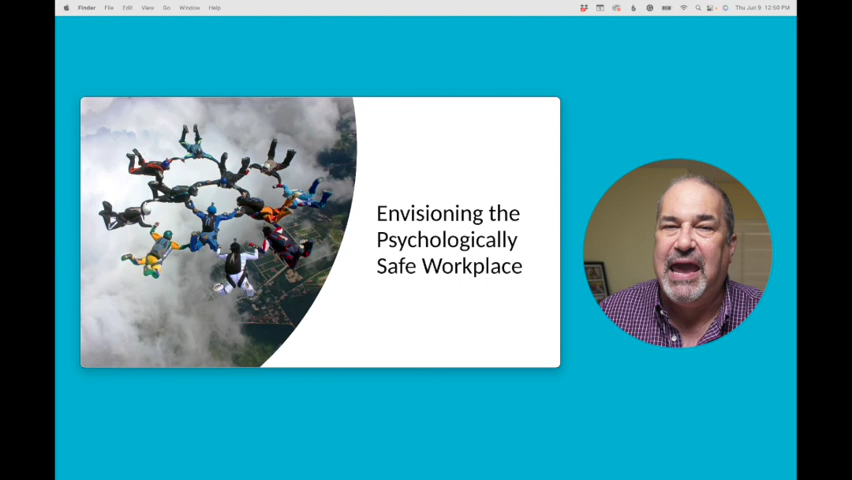 Finder File Edit View Go Window Help Thu Jun 9 12:50 PM
Envisioning the
Psychologically
Safe Workplace